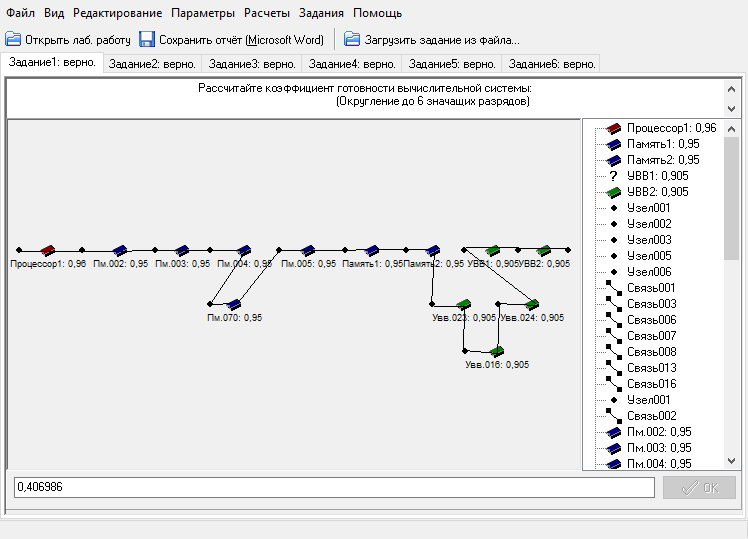 Файл Вид Редактирование Параметры Расчеты Задания Помощь
Открыть лаб. работу Сохранить отчёт (Microsoft Word) Загрузить задание из файла...
Задание1: верно. Задание2: верно. Задание3: верно. Задание4: верно. Задание5: верно. Задание6: верно.
Рассчитайте коэффициент готовности вычислительной системы:
(Округление до 6 значащих разрядов)
Процессор1: 0,96 Пм.002: 0,95 Пм.003: 0,95 Пм.004: 0,95 Пм.005: 0,95 Память1: 0,95 Память2: 0,95 УВВ1: 0,905 УВВ2: 0,905
Пм.070: 0,95 Увв.023: 0,905 Увв.024: 0,905
Увв.016: 0,905
Процессор1: 0,96
Память1: 0,95
Память2: 0,95
? УВВ1: 0,905
УВВ2: 0,905
Узел001
Узел002
Узел003
Узел005
Узел006
Связь001
Связь003
Связь006
Связь007
Связь008
Связь013
Связь016
Узел001
Связь002
Пм.002: 0,95
Пм.003: 0,95
Пм.004: 0,95
0,406986
OK